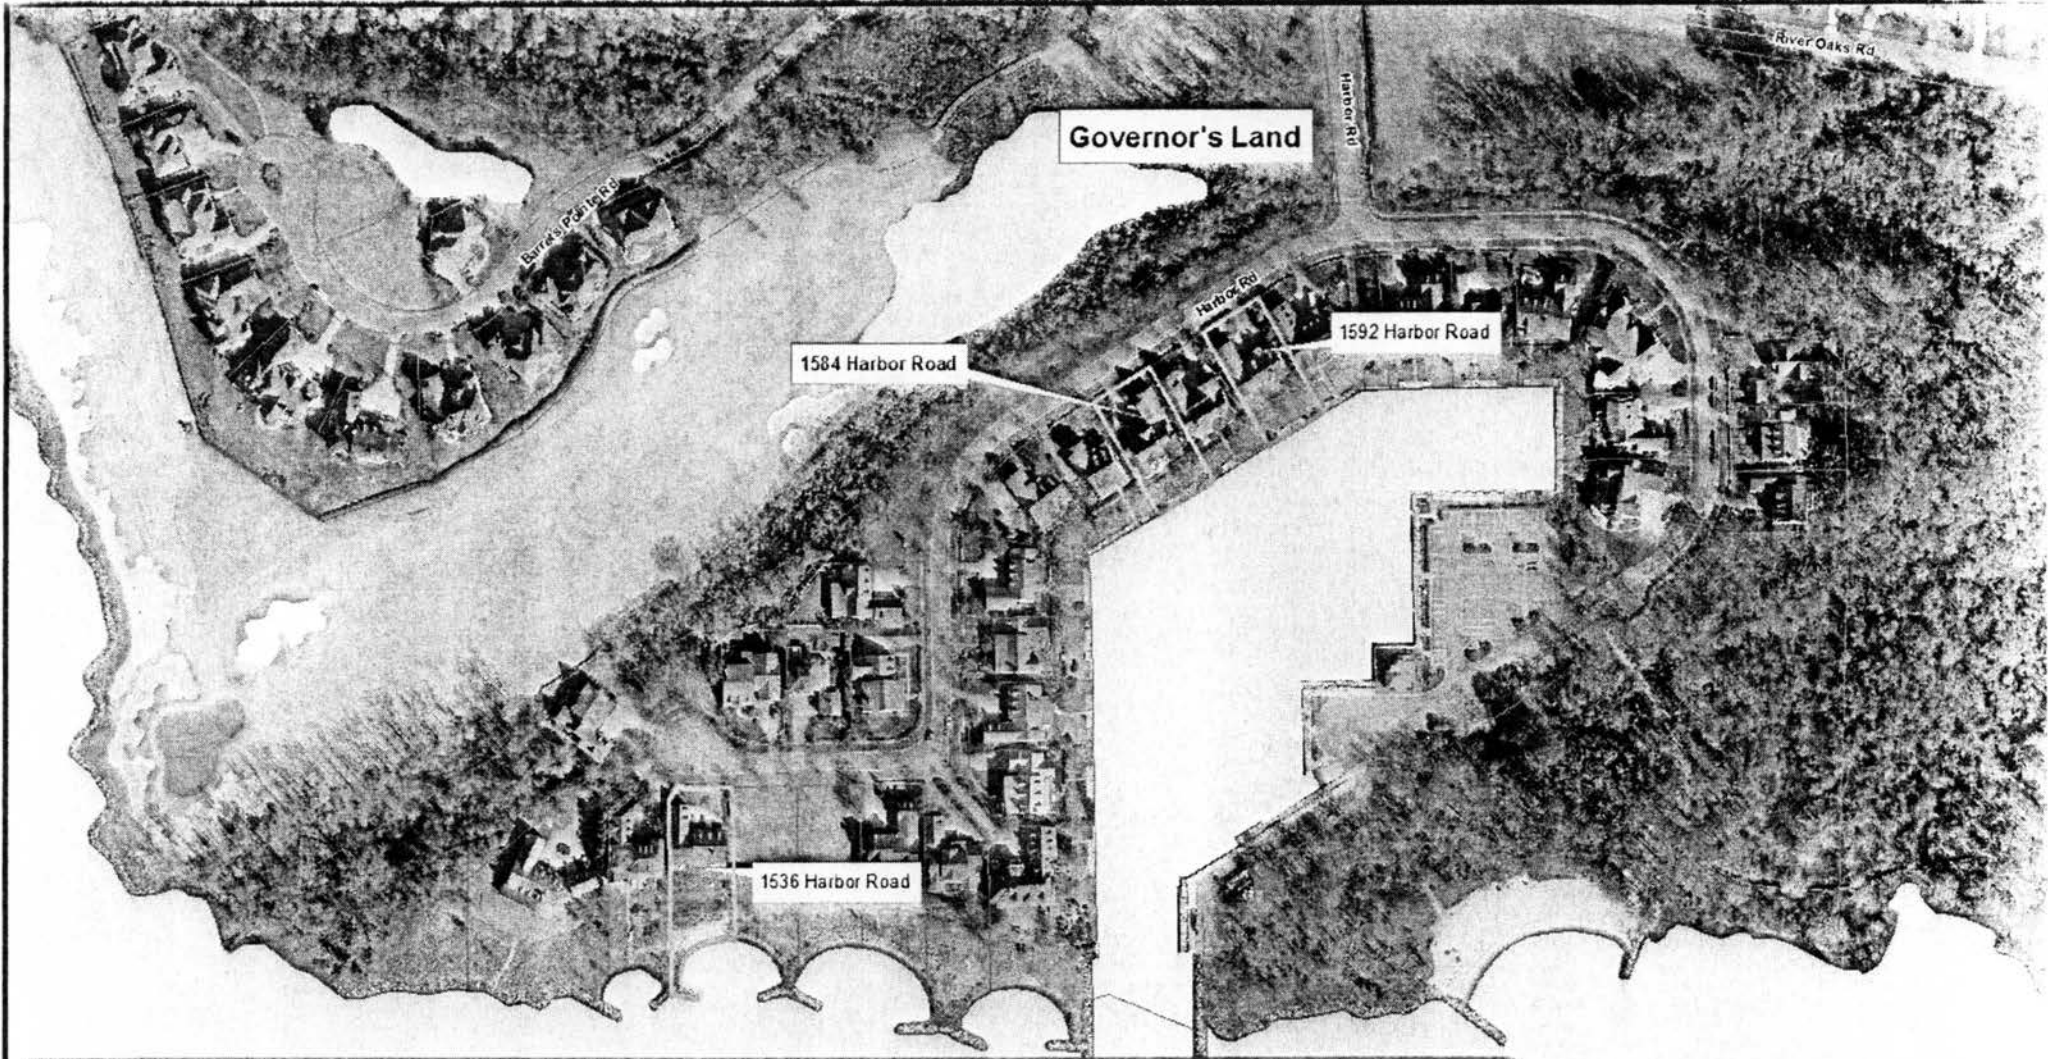 River Oaks Rd
Harbor Rd
Governor's Land
Barret's Pointe Rd
Harbor Rd
1592 Harbor Road
1584 Harbor Road
1536 Harbor Road